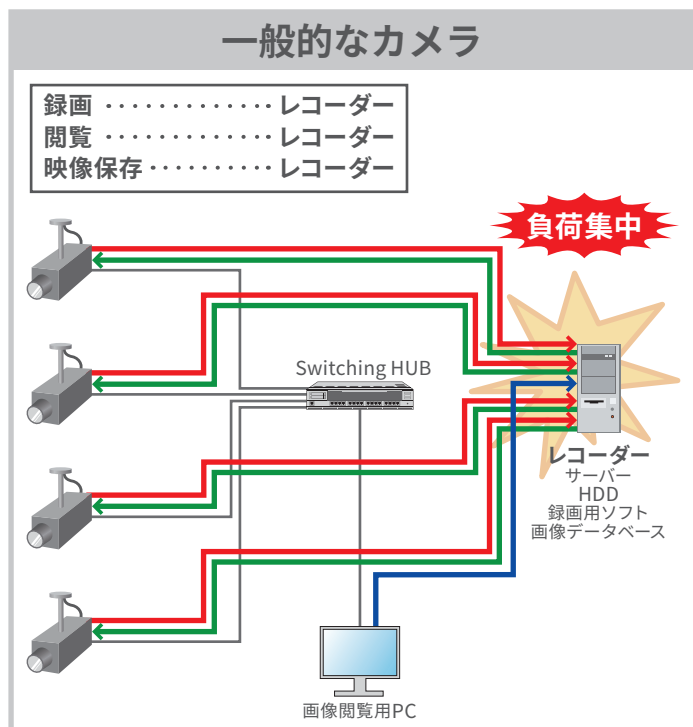 一般的なカメラ
録画 ・・・・・・・・・・・・・ レコーダー
閲覧 ・・・・・・・・・・・・・ レコーダー
映像保存・・・・・・・・・・ レコーダー
負荷集中
Switching HUB
レコーダー
サーバー
HDD
録画用ソフト
画像データベース
画像閲覧用PC